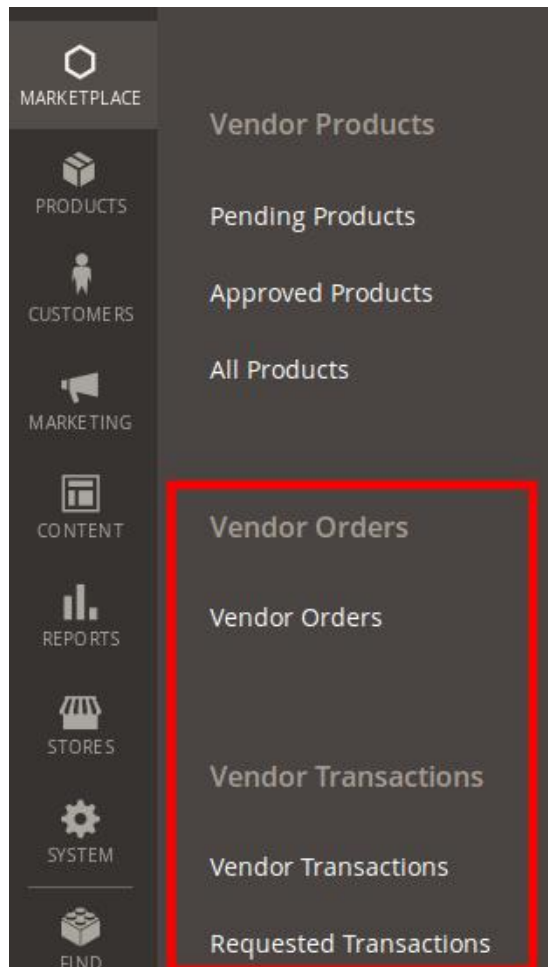 MARKETPLACE
PRODUCTS
CUSTOMERS
MARKETING
CONTENT
REPORTS
STORES
SYSTEM
FIND
Vendor Products
Pending Products
Approved Products
All Products
Vendor Orders
Vendor Orders
Vendor Transactions
Vendor Transactions
Requested Transactions